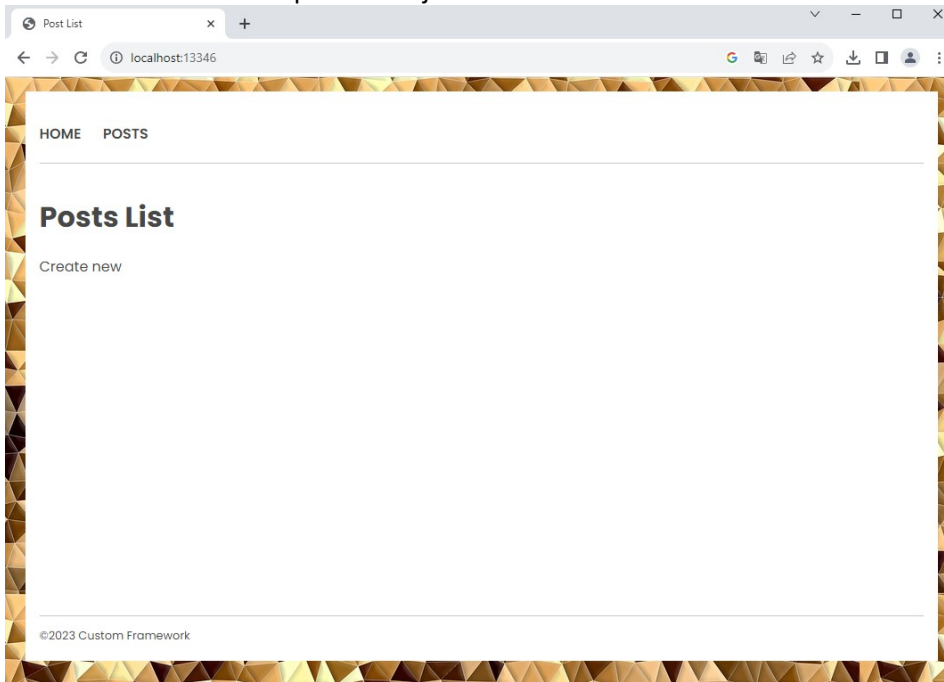 Post List
localhost:13346
HOME POSTS
Posts List
Create new
©2023 Custom Framework